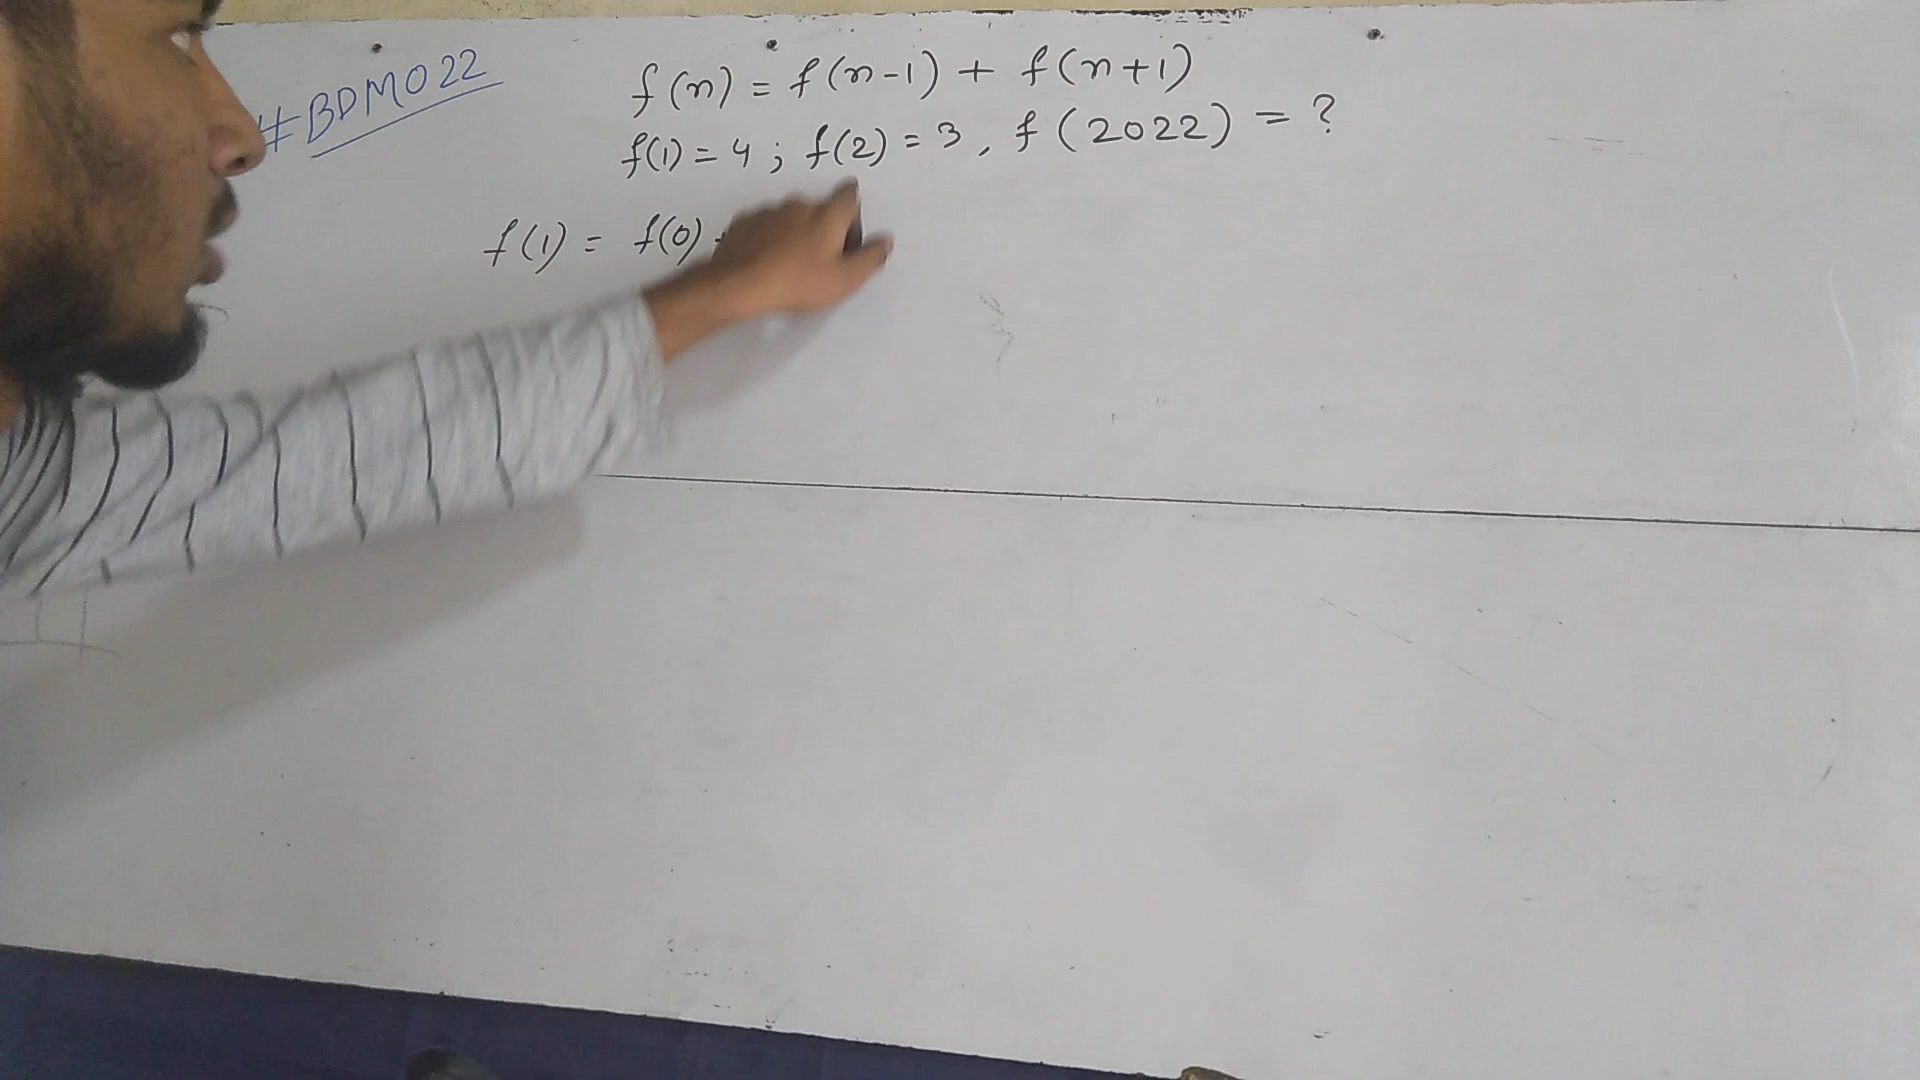 #BDMO22
f(n) = f(n-1) + f(n+1)
f(1) = 4 ; f(2) = 3 , f(2022) = ?
f(1) = f(0)